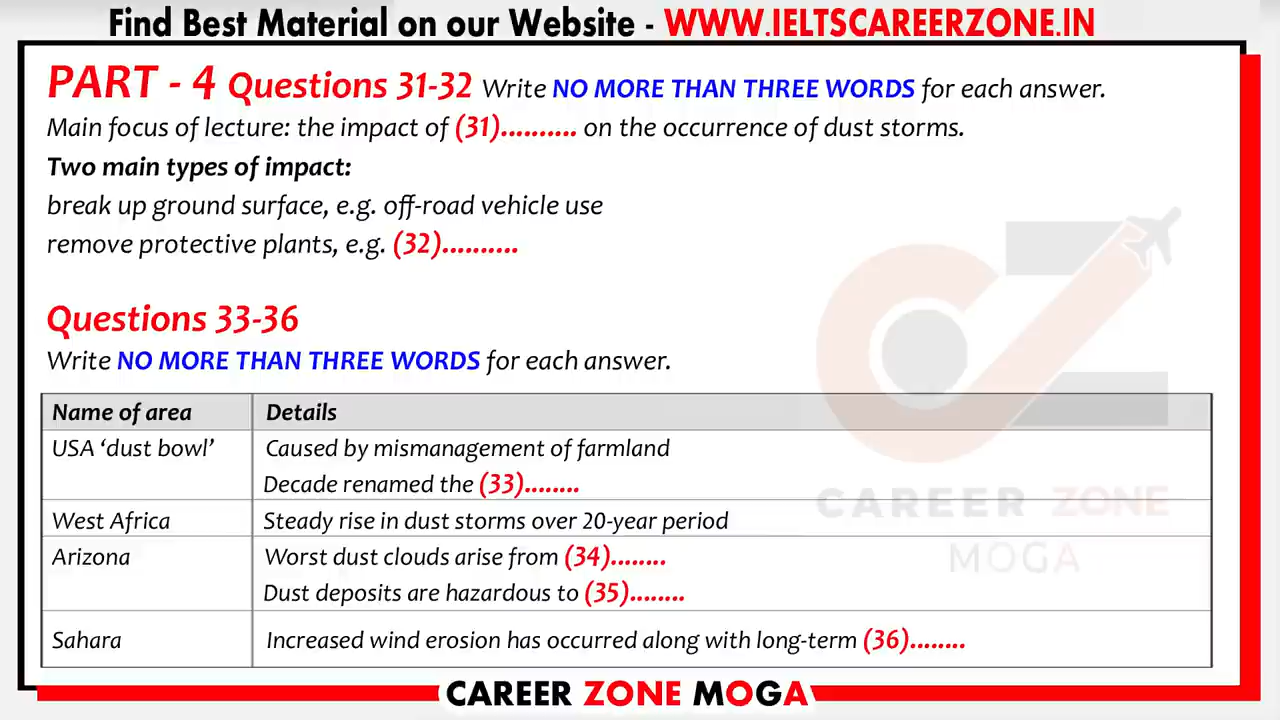 Find Best Material on our Website - WWW.IELTSCAREERZONE.IN
PART - 4 Questions 31-32 Write NO MORE THAN THREE WORDS for each answer.
Main focus of lecture: the impact of (31).......... on the occurrence of dust storms.
Two main types of impact:
break up ground surface, e.g. off-road vehicle use
remove protective plants, e.g. (32)..........
Questions 33-36
Write NO MORE THAN THREE WORDS for each answer.
Name of area Details
USA ‘dust bowl’ Caused by mismanagement of farmland
Decade renamed the (33)........
West Africa Steady rise in dust storms over 20-year period
Arizona Worst dust clouds arise from (34)........
Dust deposits are hazardous to (35)........
Sahara Increased wind erosion has occurred along with long-term (36)........
CAREER ZONE
MOGA
CAREER ZONE MOGA